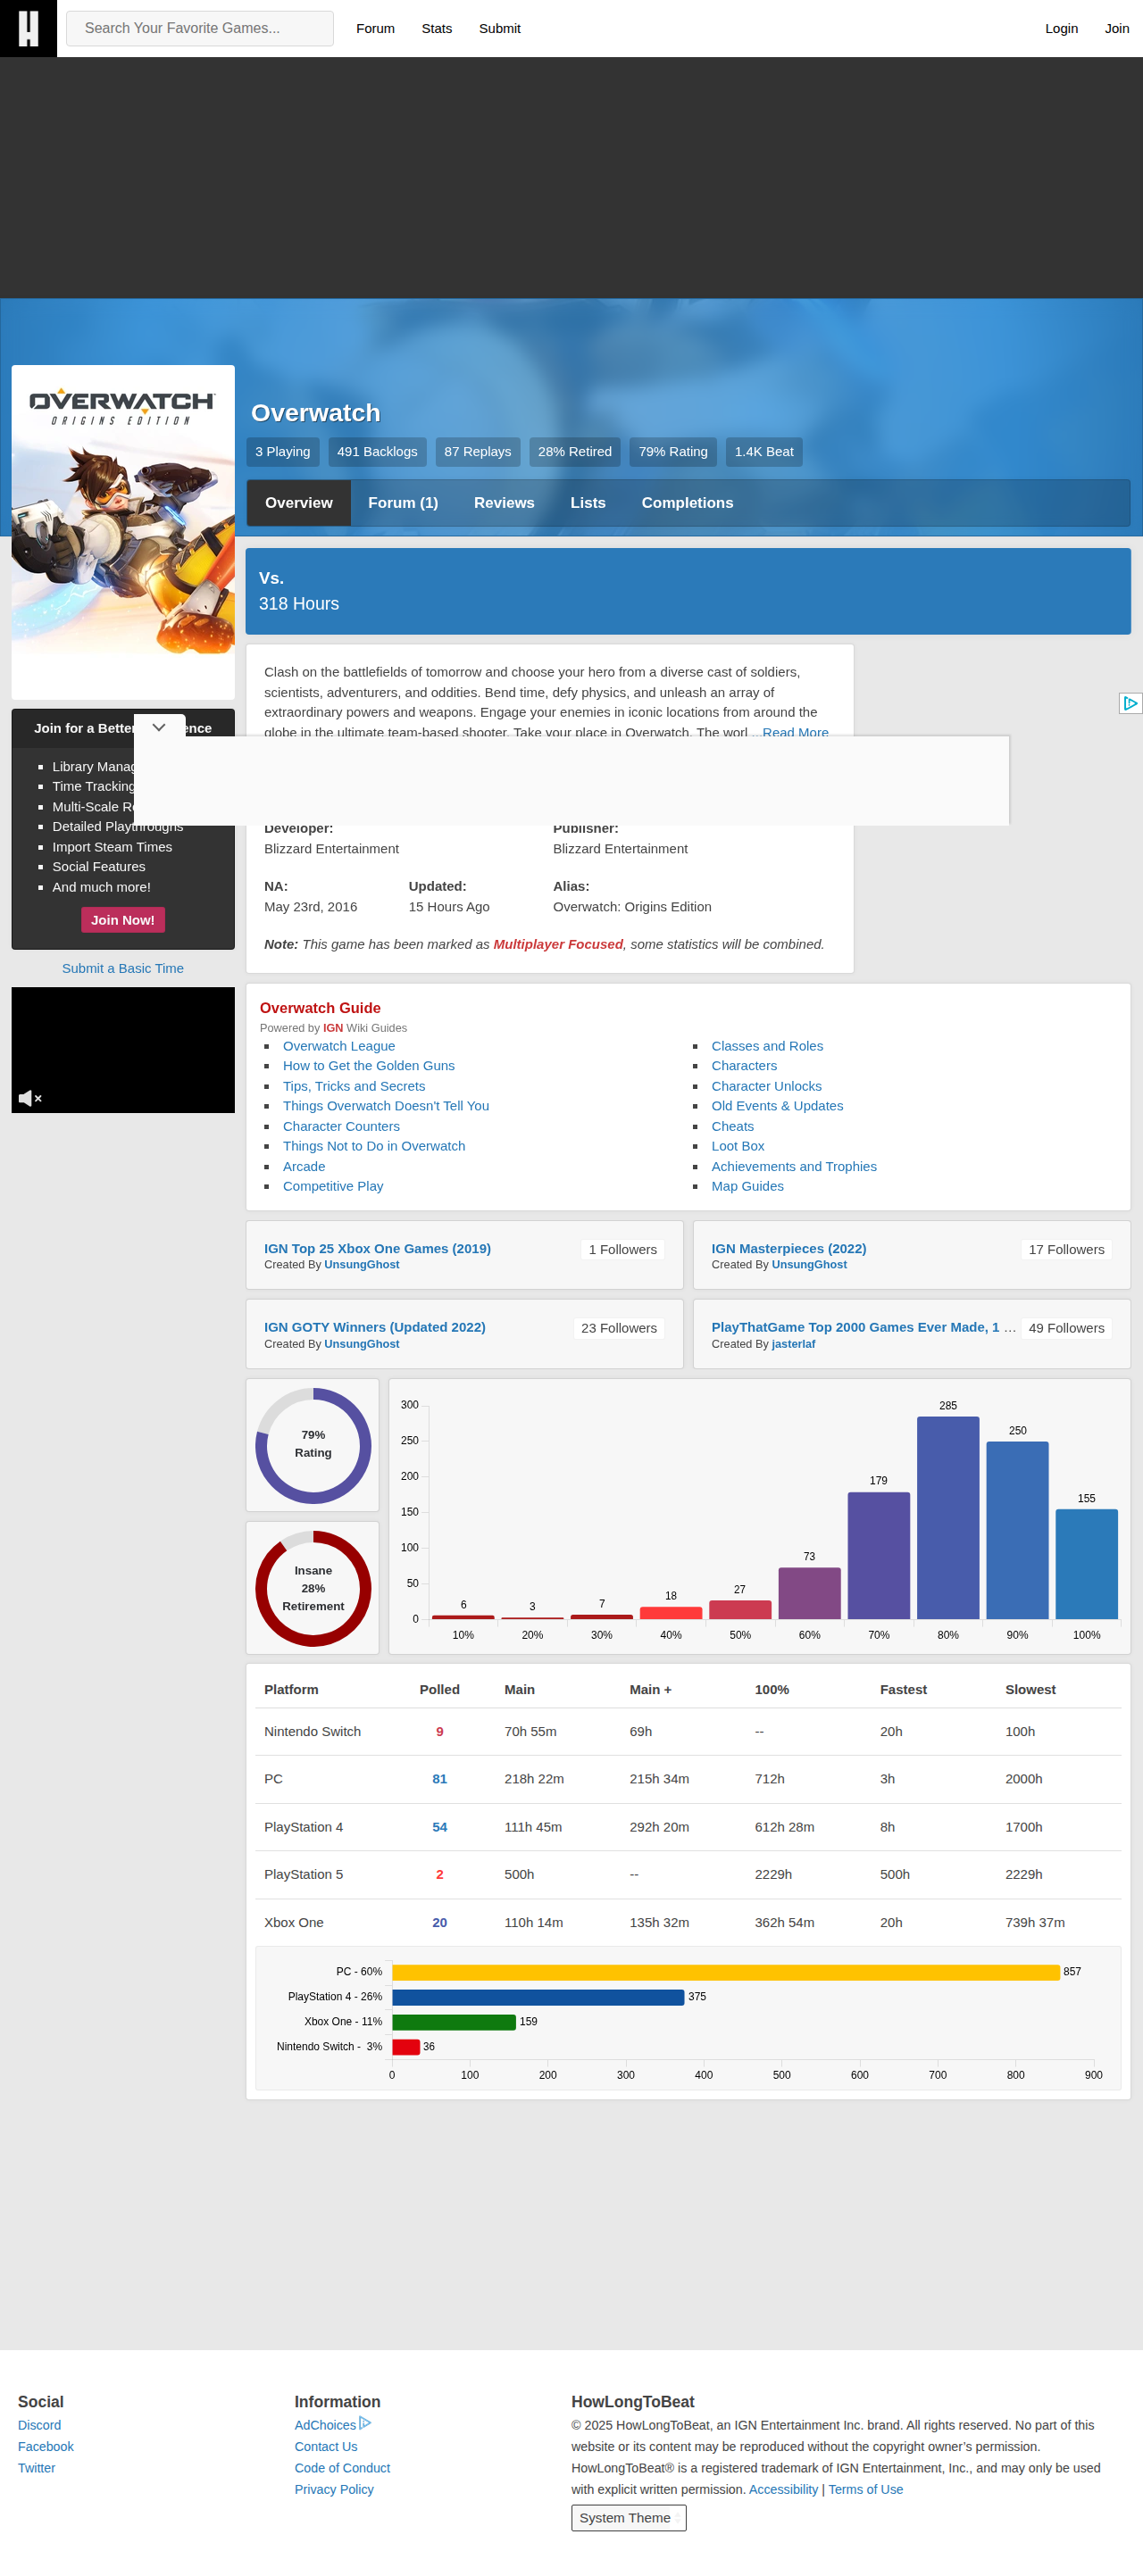 H
Search Your Favorite Games...
Forum
Stats
Submit
Login
Join
OVERWATCH
ORIGINS EDITION
Overwatch
3 Playing
491 Backlogs
87 Replays
28% Retired
79% Rating
1.4K Beat
Overview
Forum (1)
Reviews
Lists
Completions
Vs.
318 Hours
Clash on the battlefields of tomorrow and choose your hero from a diverse cast of soldiers,
scientists, adventurers, and oddities. Bend time, defy physics, and unleash an array of
extraordinary powers and weapons. Engage your enemies in iconic locations from around the
globe in the ultimate team-based shooter. Take your place in Overwatch. The worl ...Read More
Developer:
Blizzard Entertainment
Publisher:
Blizzard Entertainment
NA:
May 23rd, 2016
Updated:
15 Hours Ago
Alias:
Overwatch: Origins Edition
Note: This game has been marked as Multiplayer Focused, some statistics will be combined.
Join for a Better ence
Library Manag
Time Tracking
Multi-Scale Re
Detailed Playthroughs
Import Steam Times
Social Features
And much more!
Join Now!
Submit a Basic Time
Overwatch Guide
Powered by IGN Wiki Guides
Overwatch League
How to Get the Golden Guns
Tips, Tricks and Secrets
Things Overwatch Doesn't Tell You
Character Counters
Things Not to Do in Overwatch
Arcade
Competitive Play
Classes and Roles
Characters
Character Unlocks
Old Events & Updates
Cheats
Loot Box
Achievements and Trophies
Map Guides
IGN Top 25 Xbox One Games (2019)
Created By UnsungGhost
1 Followers
IGN Masterpieces (2022)
Created By UnsungGhost
17 Followers
IGN GOTY Winners (Updated 2022)
Created By UnsungGhost
23 Followers
PlayThatGame Top 2000 Games Ever Made, 1 ...
Created By jasterlaf
49 Followers
79%
Rating
Insane
28%
Retirement
300
250
200
150
100
50
0
6
3
7
18
27
73
179
285
250
155
10%
20%
30%
40%
50%
60%
70%
80%
90%
100%
Platform Polled Main Main + 100% Fastest Slowest
Nintendo Switch 9 70h 55m 69h -- 20h 100h
PC 81 218h 22m 215h 34m 712h 3h 2000h
PlayStation 4 54 111h 45m 292h 20m 612h 28m 8h 1700h
PlayStation 5 2 500h -- 2229h 500h 2229h
Xbox One 20 110h 14m 135h 32m 362h 54m 20h 739h 37m
PC - 60% 857
PlayStation 4 - 26% 375
Xbox One - 11% 159
Nintendo Switch - 3% 36
0 100 200 300 400 500 600 700 800 900
Social
Discord
Facebook
Twitter
Information
AdChoices
Contact Us
Code of Conduct
Privacy Policy
HowLongToBeat
© 2025 HowLongToBeat, an IGN Entertainment Inc. brand. All rights reserved. No part of this
website or its content may be reproduced without the copyright owner’s permission.
HowLongToBeat® is a registered trademark of IGN Entertainment, Inc., and may only be used
with explicit written permission. Accessibility | Terms of Use
System Theme